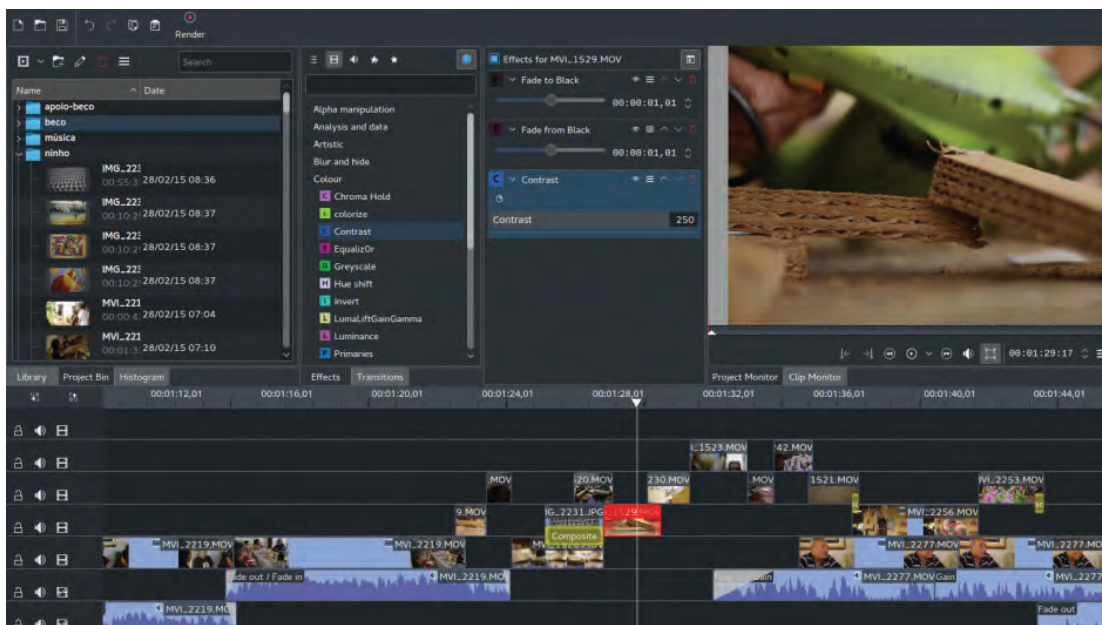 Render
Search
Name
Date
apoio-beco
beco
música
ninho
IMG_223
28/02/15 08:36
IMG_223
28/02/15 08:37
IMG_223
28/02/15 08:37
IMG_223
28/02/15 08:37
MVI_221
28/02/15 07:04
MVI_221
28/02/15 07:10
Library
Project Bin
Histogram
Alpha manipulation
Analysis and data
Artistic
Blur and hide
Colour
Chroma Hold
colorize
Contrast
Equaliz0r
Greyscale
Hue shift
Invert
LumaLiftGainGamma
Luminance
Primaries
Effects
Transitions
Effects for MVI_1529.MOV
Fade to Black
00:00:01,01
Fade from Black
00:00:01,01
Contrast
Contrast 250
00:01:29:17
Project Monitor
Clip Monitor
00:01:12,01 00:01:16,01 00:01:20,01 00:01:24,01 00:01:28,01 00:01:32,01 00:01:36,01 00:01:40,01 00:01:44,01
I_1523.MOV 42.MOV
.MOV 20.MOV 230.MOV .MOV 1521.MOV IVI_2253.MOV
9.MOV IG_2231.JPG 1529.MOV MVI_2256.MOV
Composite
MVI_2219.MOV MVI_2219.MOV MVI_2277.MOV MVI_2277.MOV
ade out / Fade in MVI_2219.MO MVI_2277.MOV Gain MVI_2277
MVI_2219.MO Fade out